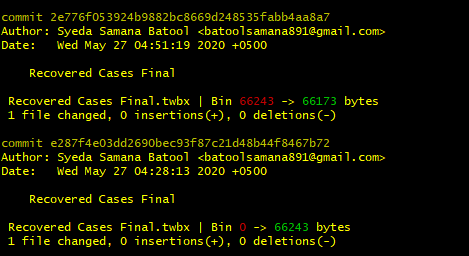 commit 2e776f053924b9882bc8669d248535fabb4aa8a7
Author: Syeda Samana Batool <batoolsamana891@gmail.com>
Date:   Wed May 27 04:51:19 2020 +0500
Recovered Cases Final
Recovered Cases Final.twbx | Bin 66243 -> 66173 bytes
1 file changed, 0 insertions(+), 0 deletions(-)
commit e287f4e03dd2690bec93f87c21d48b44f8467b72
Author: Syeda Samana Batool <batoolsamana891@gmail.com>
Date:   Wed May 27 04:28:13 2020 +0500
Recovered Cases Final
Recovered Cases Final.twbx | Bin 0 -> 66243 bytes
1 file changed, 0 insertions(+), 0 deletions(-)